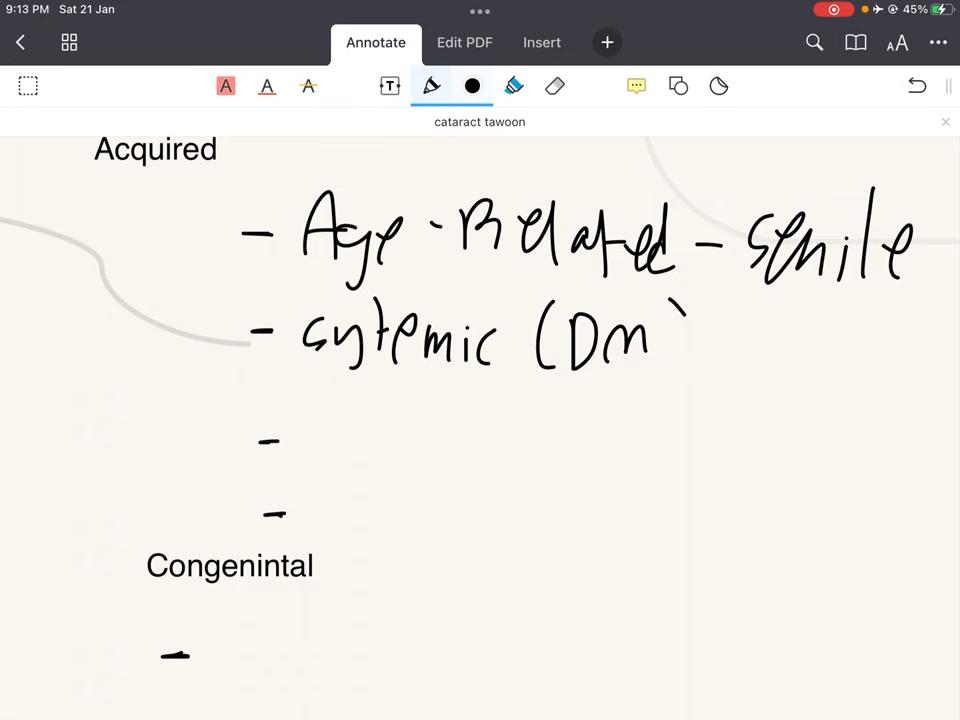 9:13 PM Sat 21 Jan 45%
Annotate Edit PDF Insert
cataract tawoon
Acquired
- Age-Related - senile
- sytemic (Dm)
-
-
Congenintal
-